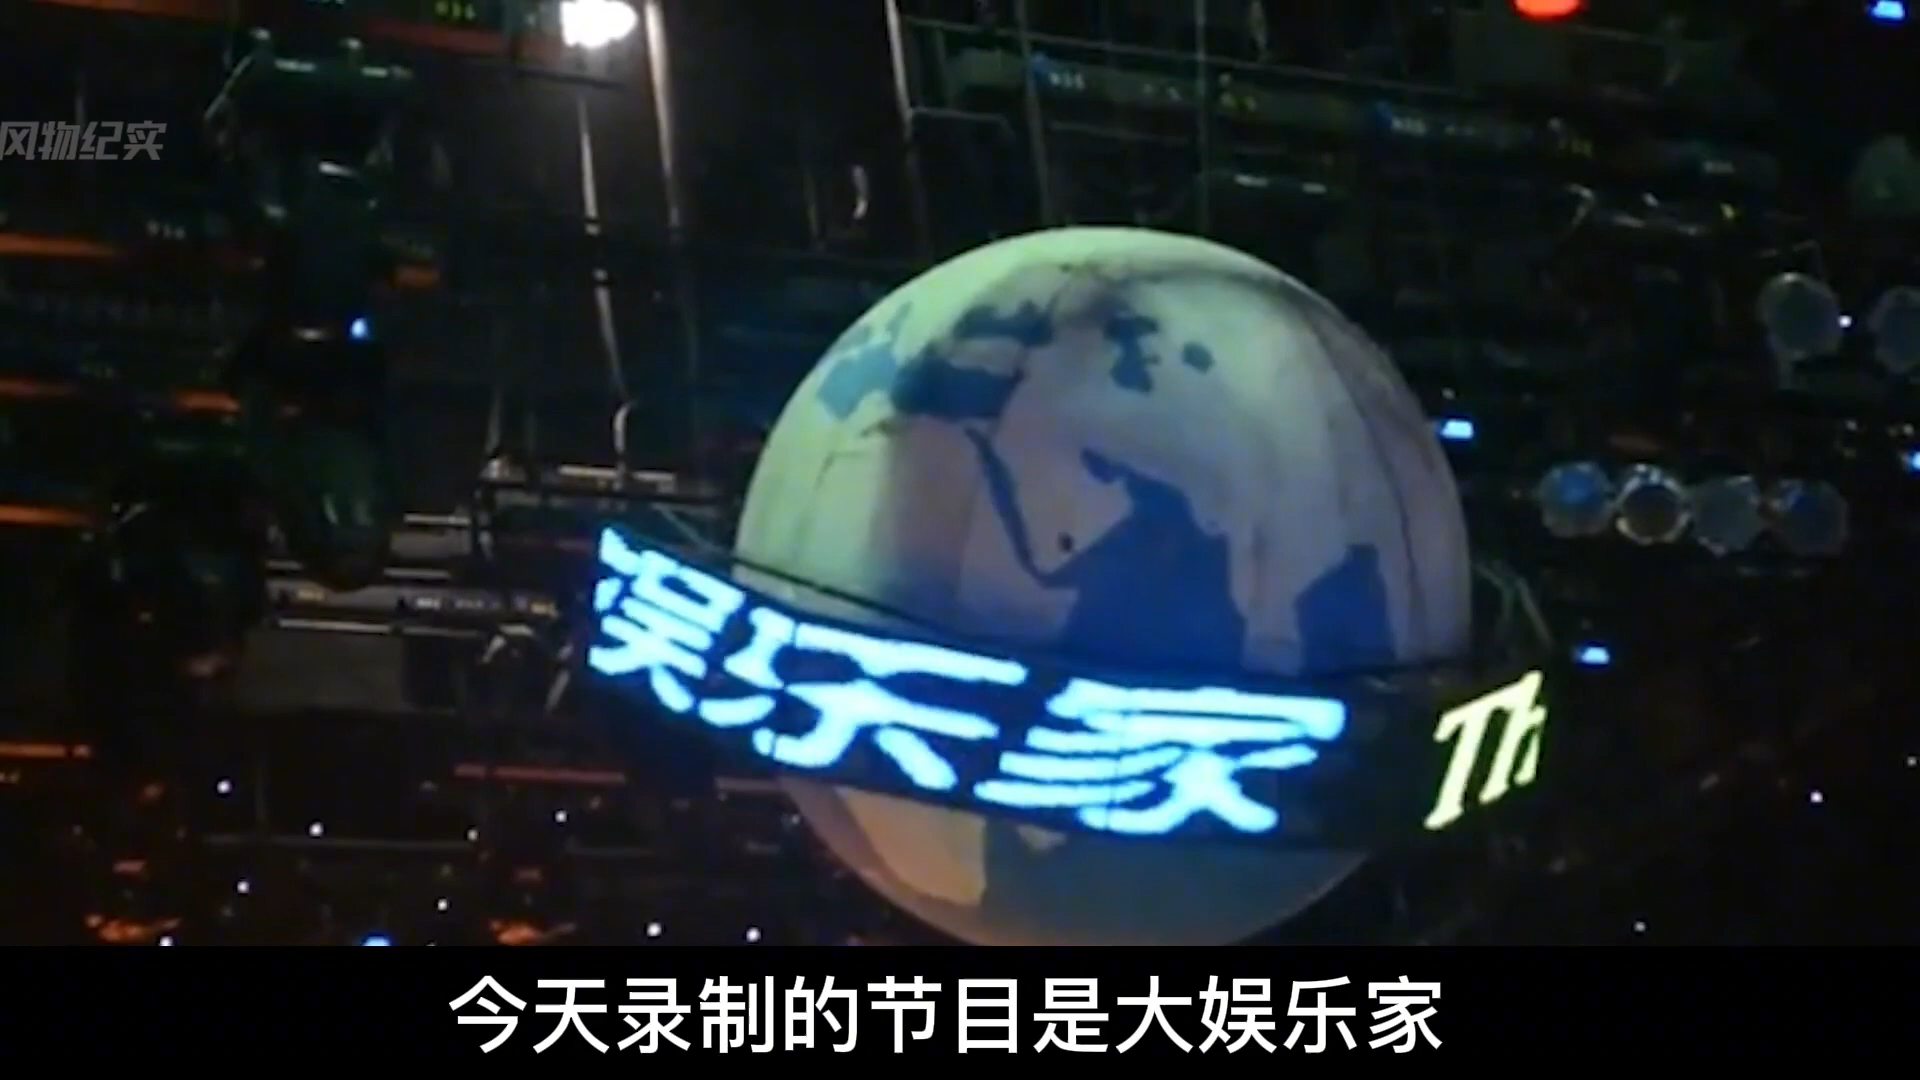 风物纪实
娱乐家 Th
今天录制的节目是大娱乐家